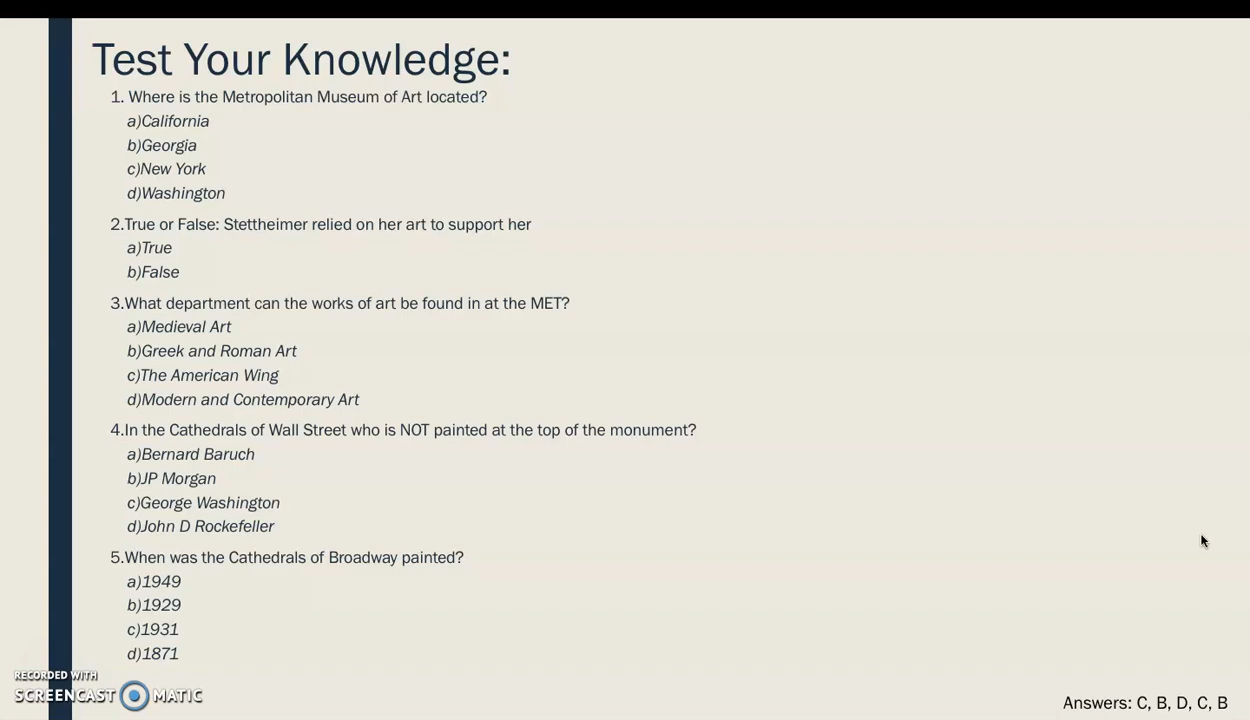 Test Your Knowledge:
1. Where is the Metropolitan Museum of Art located?
a)California
b)Georgia
c)New York
d)Washington
2.True or False: Stettheimer relied on her art to support her
a)True
b)False
3.What department can the works of art be found in at the MET?
a)Medieval Art
b)Greek and Roman Art
c)The American Wing
d)Modern and Contemporary Art
4.In the Cathedrals of Wall Street who is NOT painted at the top of the monument?
a)Bernard Baruch
b)JP Morgan
c)George Washington
d)John D Rockefeller
5.When was the Cathedrals of Broadway painted?
a)1949
b)1929
c)1931
d)1871
RECORDED WITH
SCREENCAST MATIC
Answers: C, B, D, C, B